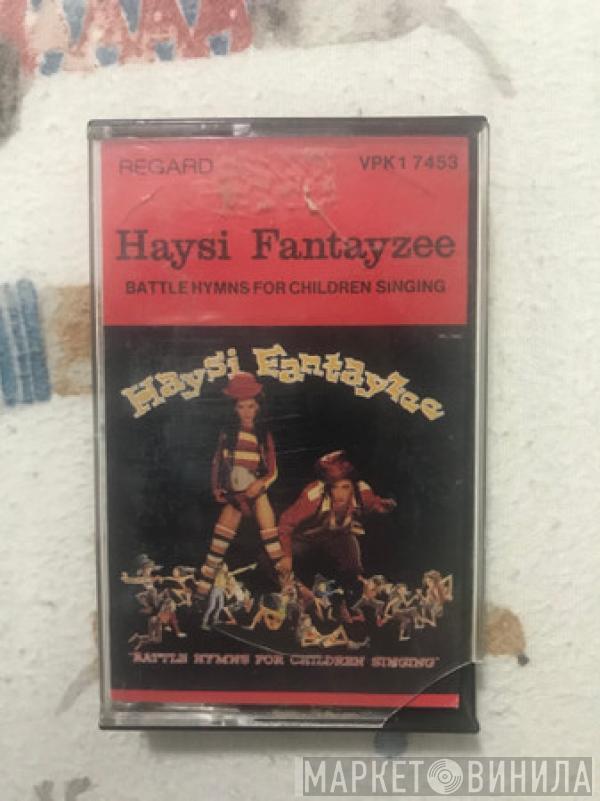 REGARD VPK1 7453
Haysi Fantayzee
BATTLE HYMNS FOR CHILDREN SINGING
Haysi Fantayzee
"BATTLE HYMNS FOR CHILDREN SINGING"
МАРКЕТ ВИНИЛА